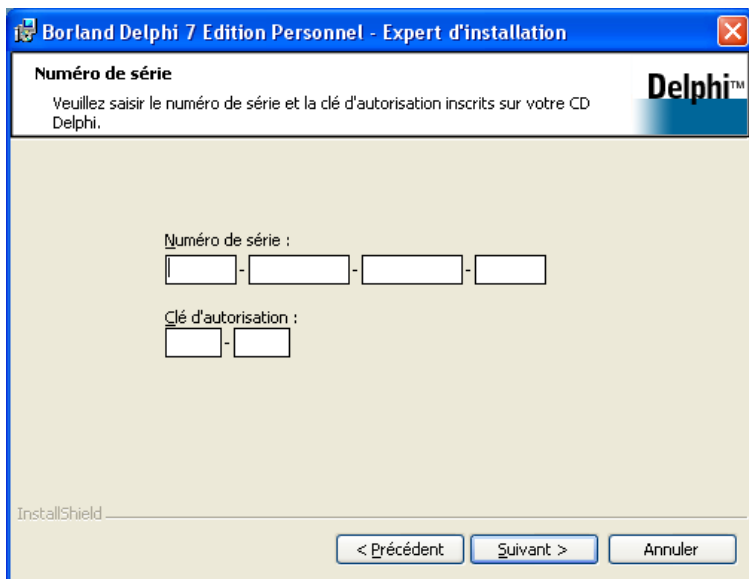 Borland Delphi 7 Edition Personnel - Expert d'installation
Numéro de série
Veuillez saisir le numéro de série et la clé d'autorisation inscrits sur votre CD
Delphi.
Delphi™
Numéro de série :
- - -
Clé d'autorisation :
-
InstallShield
< Précédent Suivant > Annuler